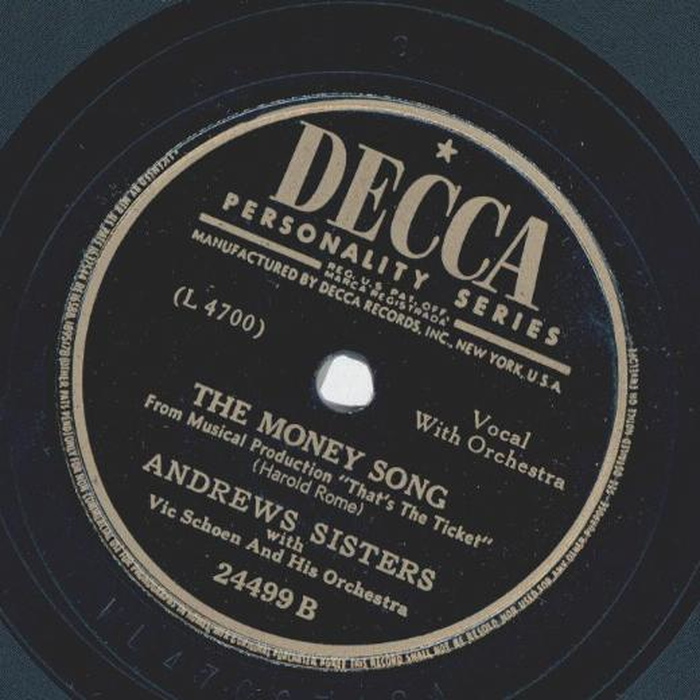 DECCA
PERSONALITY SERIES
REG. U.S. PAT. OFF.
MARCA REGISTRADA
MANUFACTURED BY DECCA RECORDS, INC., NEW YORK, U.S.A.
(L 4700)
Vocal
With Orchestra
THE MONEY SONG
From Musical Production "That's The Ticket"
(Harold Rome)
ANDREWS SISTERS
with
Vic Schoen And His Orchestra
24499 B